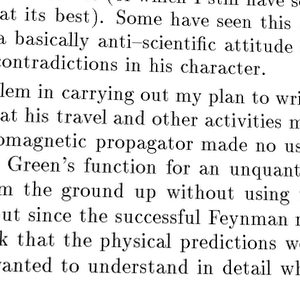 at its best). Some have seen this
a basically anti–scientific attitude
contradictions in his character.
lem in carrying out my plan to wri
at his travel and other activities m
omagnetic propagator made no us
Green's function for an unquant
m the ground up without using
ut since the successful Feynman
k that the physical predictions w
wanted to understand in detail wh